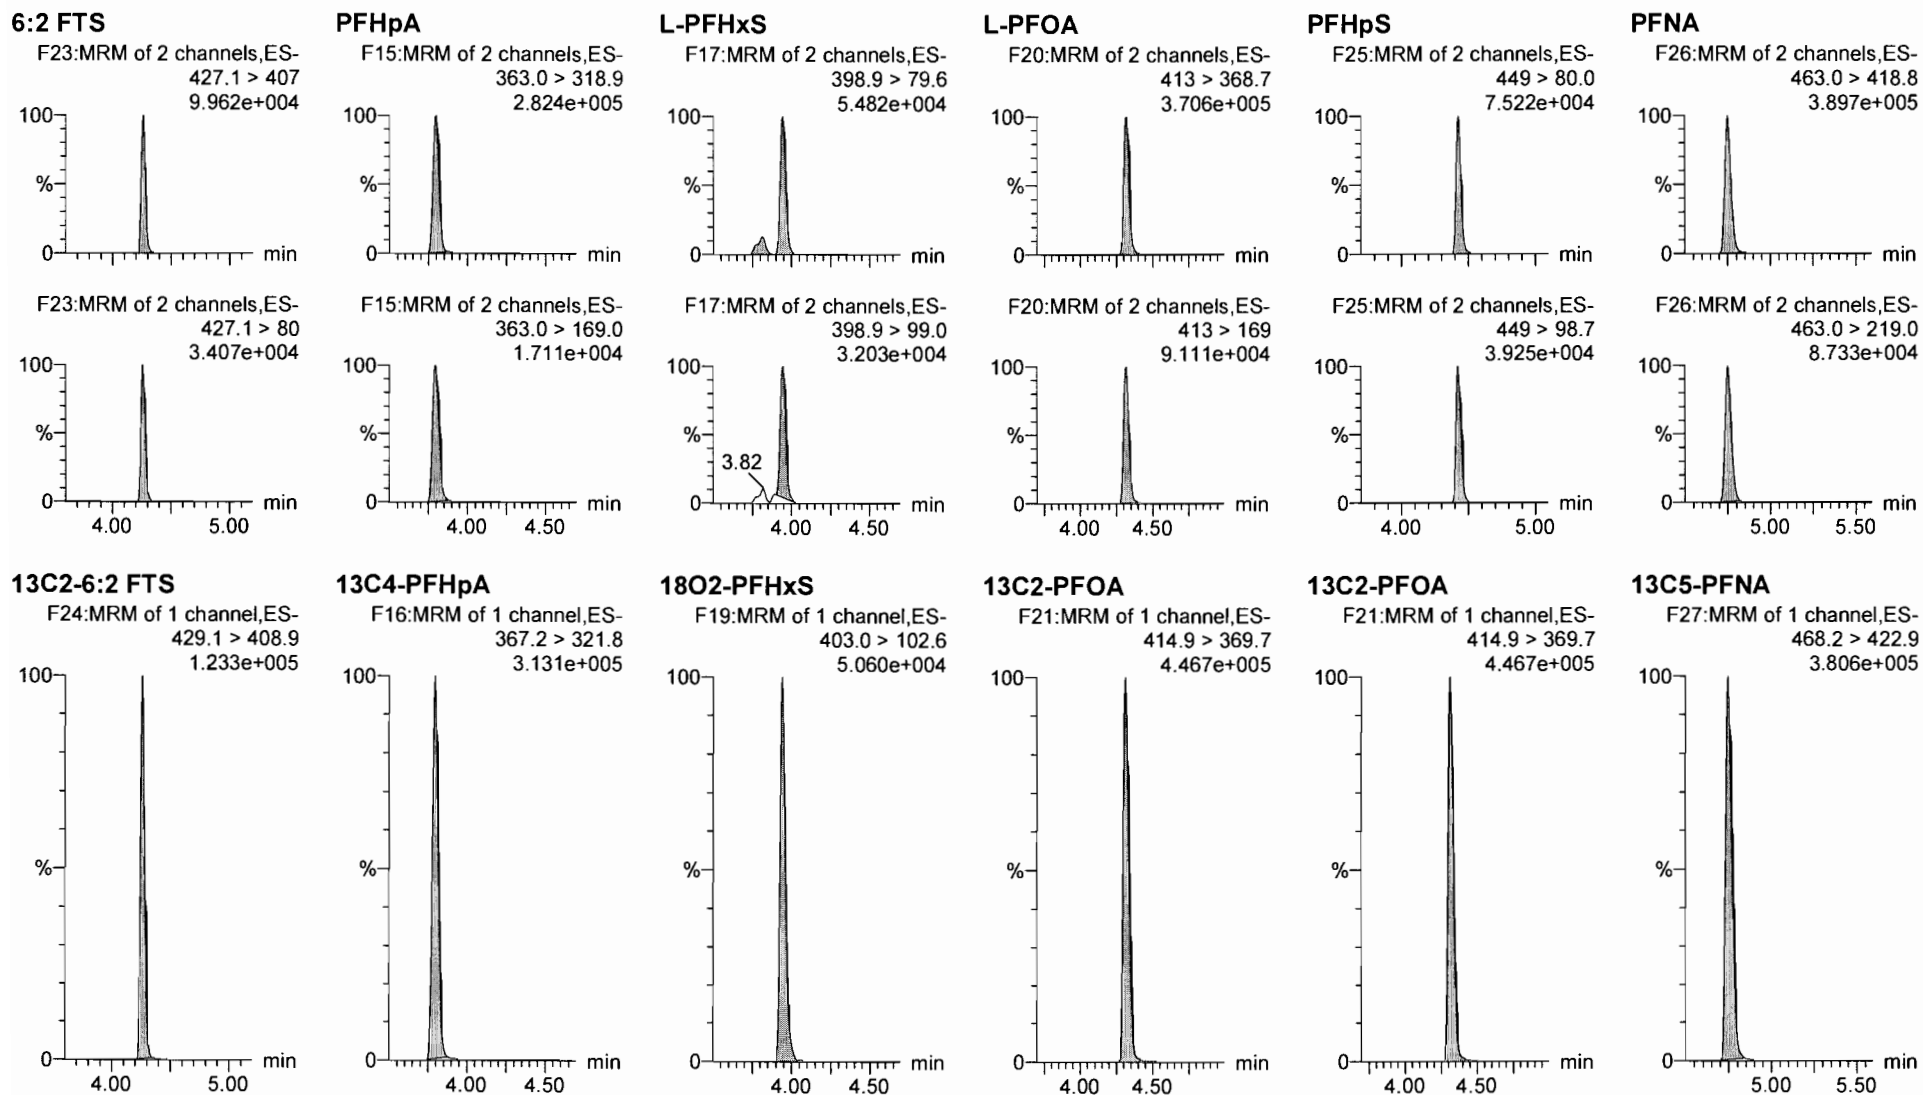 6:2 FTS
F23:MRM of 2 channels,ES-
427.1 > 407
9.962e+004
100
%
0
min
F23:MRM of 2 channels,ES-
427.1 > 80
3.407e+004
100
%
0
min
4.00 5.00
PFHpA
F15:MRM of 2 channels,ES-
363.0 > 318.9
2.824e+005
100
%
0
min
F15:MRM of 2 channels,ES-
363.0 > 169.0
1.711e+004
100
%
0
min
4.00 4.50
L-PFHxS
F17:MRM of 2 channels,ES-
398.9 > 79.6
5.482e+004
100
%
0
min
F17:MRM of 2 channels,ES-
398.9 > 99.0
3.203e+004
100
%
3.82
0
min
4.00 4.50
L-PFOA
F20:MRM of 2 channels,ES-
413 > 368.7
3.706e+005
100
%
0
min
F20:MRM of 2 channels,ES-
413 > 169
9.111e+004
100
%
0
min
4.00 4.50
PFHpS
F25:MRM of 2 channels,ES-
449 > 80.0
7.522e+004
100
%
0
min
F25:MRM of 2 channels,ES-
449 > 98.7
3.925e+004
100
%
0
min
4.00 5.00
PFNA
F26:MRM of 2 channels,ES-
463.0 > 418.8
3.897e+005
100
%
0
min
F26:MRM of 2 channels,ES-
463.0 > 219.0
8.733e+004
100
%
0
min
5.00 5.50
13C2-6:2 FTS
F24:MRM of 1 channel,ES-
429.1 > 408.9
1.233e+005
100
%
0
min
4.00 5.00
13C4-PFHpA
F16:MRM of 1 channel,ES-
367.2 > 321.8
3.131e+005
100
%
0
min
4.00 4.50
18O2-PFHxS
F19:MRM of 1 channel,ES-
403.0 > 102.6
5.060e+004
100
%
0
min
4.00 4.50
13C2-PFOA
F21:MRM of 1 channel,ES-
414.9 > 369.7
4.467e+005
100
%
0
min
4.00 4.50
13C2-PFOA
F21:MRM of 1 channel,ES-
414.9 > 369.7
4.467e+005
100
%
0
min
4.00 4.50
13C5-PFNA
F27:MRM of 1 channel,ES-
468.2 > 422.9
3.806e+005
100
%
0
min
5.00 5.50